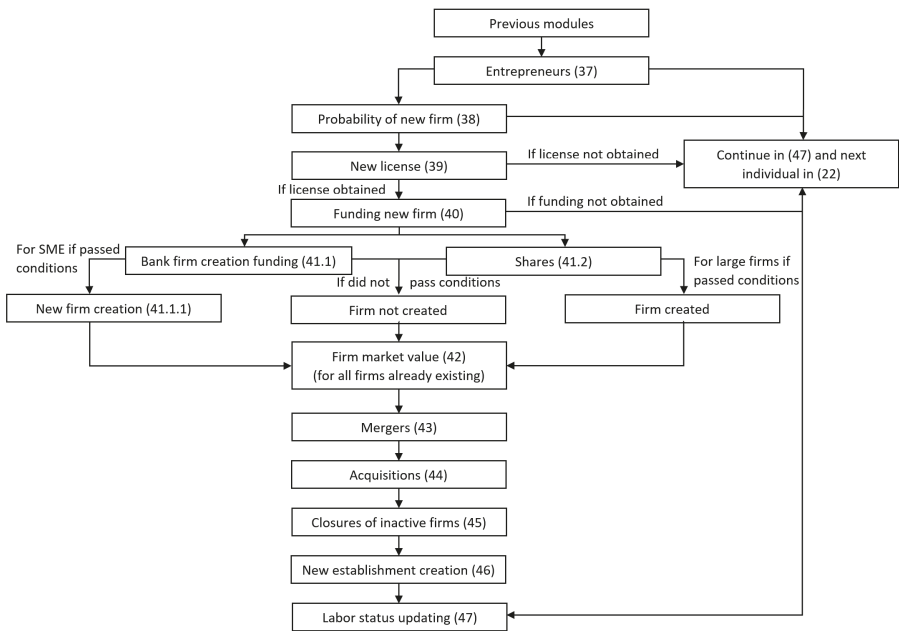 Previous modules
Entrepreneurs (37)
Probability of new firm (38)
New license (39)
If license not obtained
Continue in (47) and next
individual in (22)
If license obtained
Funding new firm (40)
If funding not obtained
For SME if passed
conditions
Bank firm creation funding (41.1)
Shares (41.2)
For large firms if
passed conditions
If did not pass conditions
New firm creation (41.1.1)
Firm not created
Firm created
Firm market value (42)
(for all firms already existing)
Mergers (43)
Acquisitions (44)
Closures of inactive firms (45)
New establishment creation (46)
Labor status updating (47)